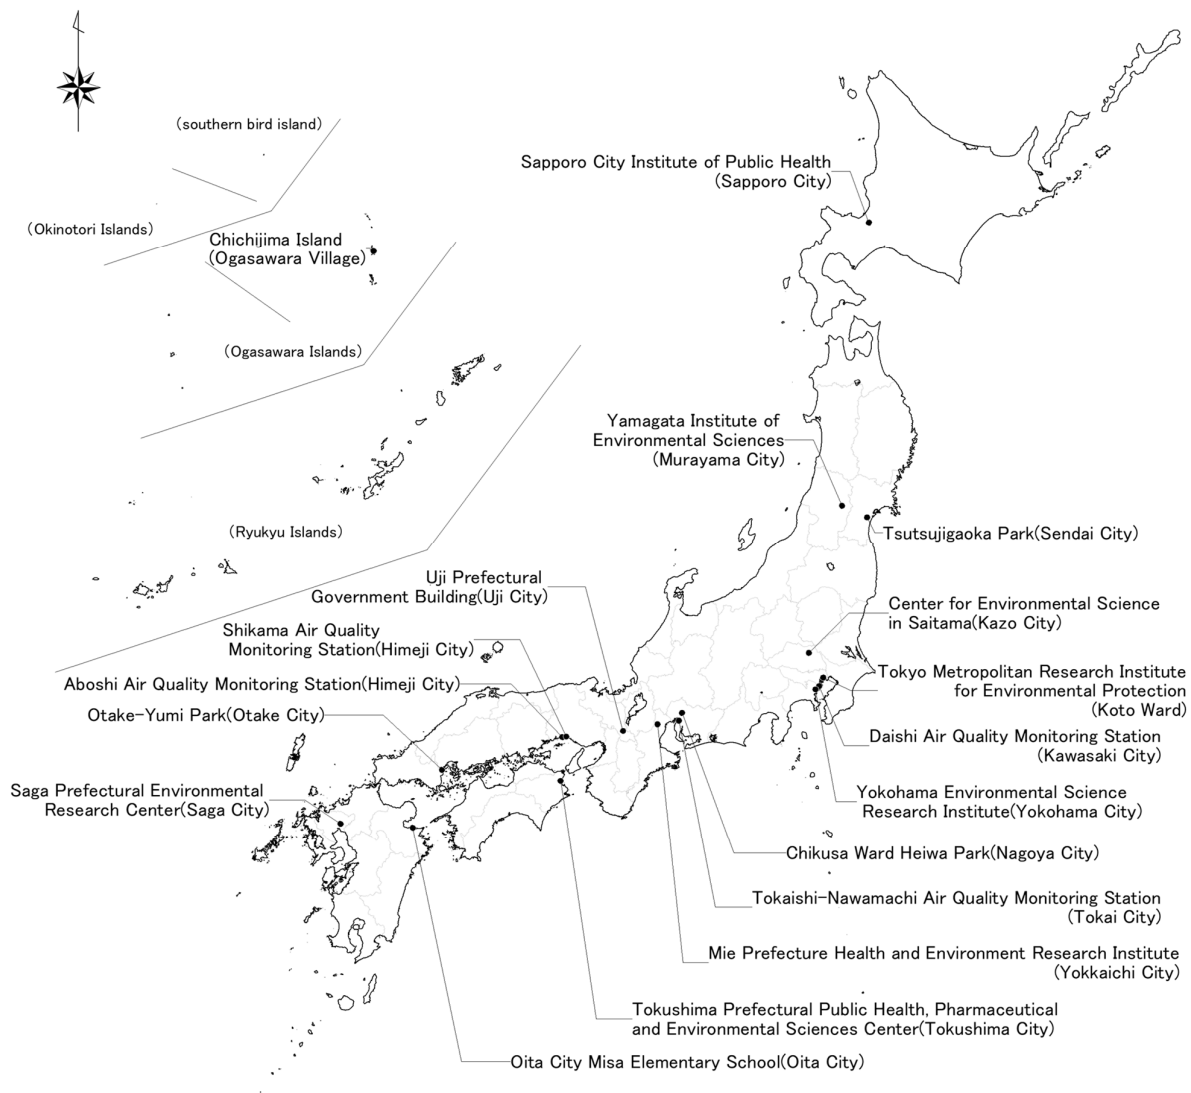 (southern bird island)
Sapporo City Institute of Public Health
(Sapporo City)
(Okinotori Islands)
Chichijima Island
(Ogasawara Village)
(Ogasawara Islands)
Yamagata Institute of
Environmental Sciences
(Murayama City)
(Ryukyu Islands)
Tsutsujigaoka Park(Sendai City)
Uji Prefectural
Government Building(Uji City)
Center for Environmental Science
in Saitama(Kazo City)
Shikama Air Quality
Monitoring Station(Himeji City)
Tokyo Metropolitan Research Institute
for Environmental Protection
(Koto Ward)
Aboshi Air Quality Monitoring Station(Himeji City)
Otake-Yumi Park(Otake City)
Daishi Air Quality Monitoring Station
(Kawasaki City)
Saga Prefectural Environmental
Research Center(Saga City)
Yokohama Environmental Science
Research Institute(Yokohama City)
Chikusa Ward Heiwa Park(Nagoya City)
Tokaishi-Nawamachi Air Quality Monitoring Station
(Tokai City)
Mie Prefecture Health and Environment Research Institute
(Yokkaichi City)
Tokushima Prefectural Public Health, Pharmaceutical
and Environmental Sciences Center(Tokushima City)
Oita City Misa Elementary School(Oita City)